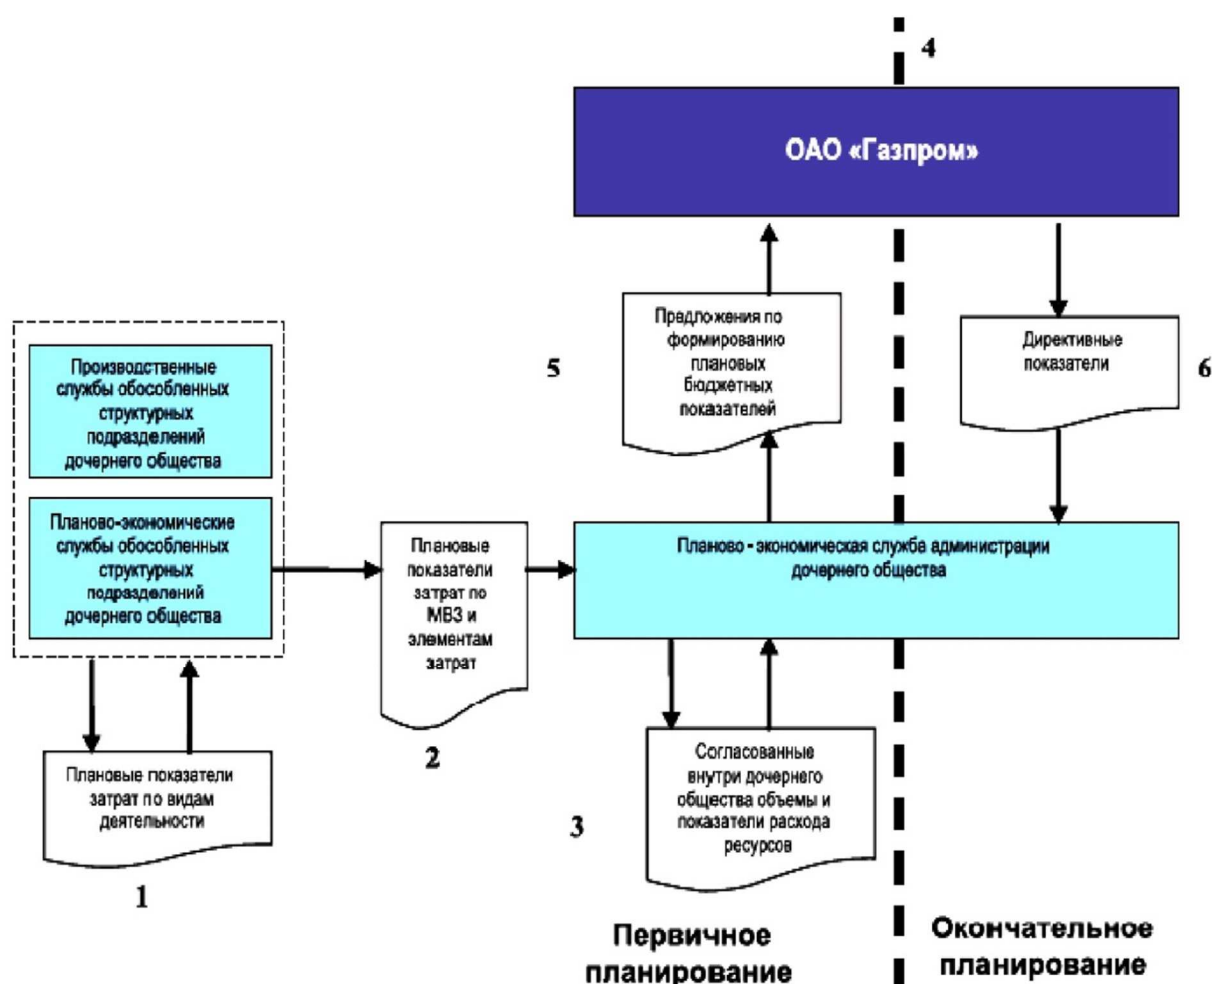 4
ОАО «Газпром»
Предложения по
формированию
плановых
бюджетных
показателей
5
Директивные
показатели
6
Производственные
службы обособленных
структурных
подразделений
дочернего общества
Планово-экономические
службы обособленных
структурных
подразделений
дочернего общества
Плановые
показатели
затрат по
МВЗ и
элементам
затрат
2
Планово - экономическая служба администрации
дочернего общества
Плановые показатели
затрат по видам
деятельности
1
Согласованные
внутри дочернего
общества объемы и
показатели расхода
ресурсов
3
Первичное
планирование
Окончательное
планирование